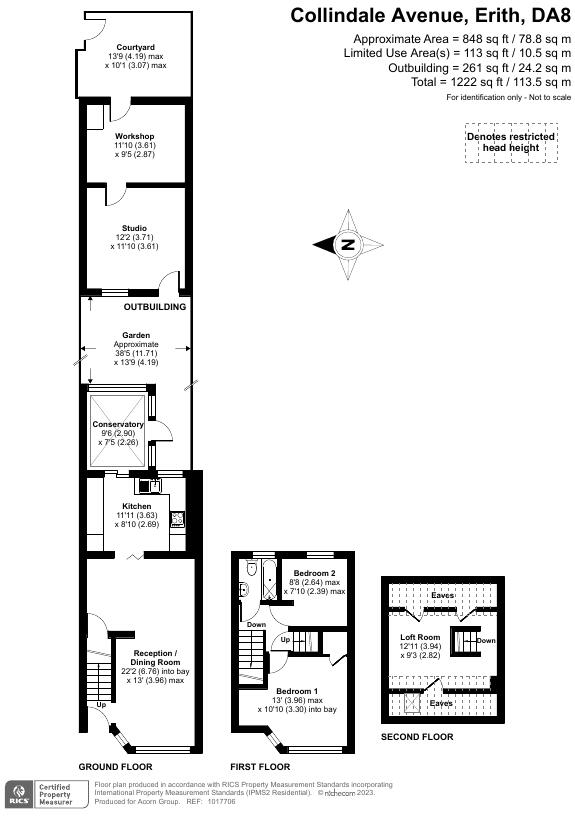 Collindale Avenue, Erith, DA8
Approximate Area = 848 sq ft / 78.8 sq m
Limited Use Area(s) = 113 sq ft / 10.5 sq m
Outbuilding = 261 sq ft / 24.2 sq m
Total = 1222 sq ft / 113.5 sq m
For identification only - Not to scale
Denotes restricted
head height
N
Courtyard
13'9 (4.19) max
x 10'1 (3.07) max
Workshop
11'10 (3.61)
x 9'5 (2.87)
Studio
12'2 (3.71)
x 11'10 (3.61)
OUTBUILDING
Garden
Approximate
38'5 (11.71)
x 13'9 (4.19)
Conservatory
9'6 (2.90)
x 7'5 (2.26)
Kitchen
11'11 (3.63)
x 8'10 (2.69)
Reception /
Dining Room
22'2 (6.76) into bay
x 13' (3.96) max
Up
GROUND FLOOR
Bedroom 2
8'8 (2.64) max
x 7'10 (2.39) max
Down
Up
Bedroom 1
13' (3.96) max
x 10'10 (3.30) into bay
FIRST FLOOR
Eaves
Loft Room
12'11 (3.94)
x 9'3 (2.82)
Down
Eaves
SECOND FLOOR
RICS
Certified
Property
Measurer
Floor plan produced in accordance with RICS Property Measurement Standards incorporating
International Property Measurement Standards (IPMS2 Residential). © nichecom 2023.
Produced for Acorn Group. REF: 1017706